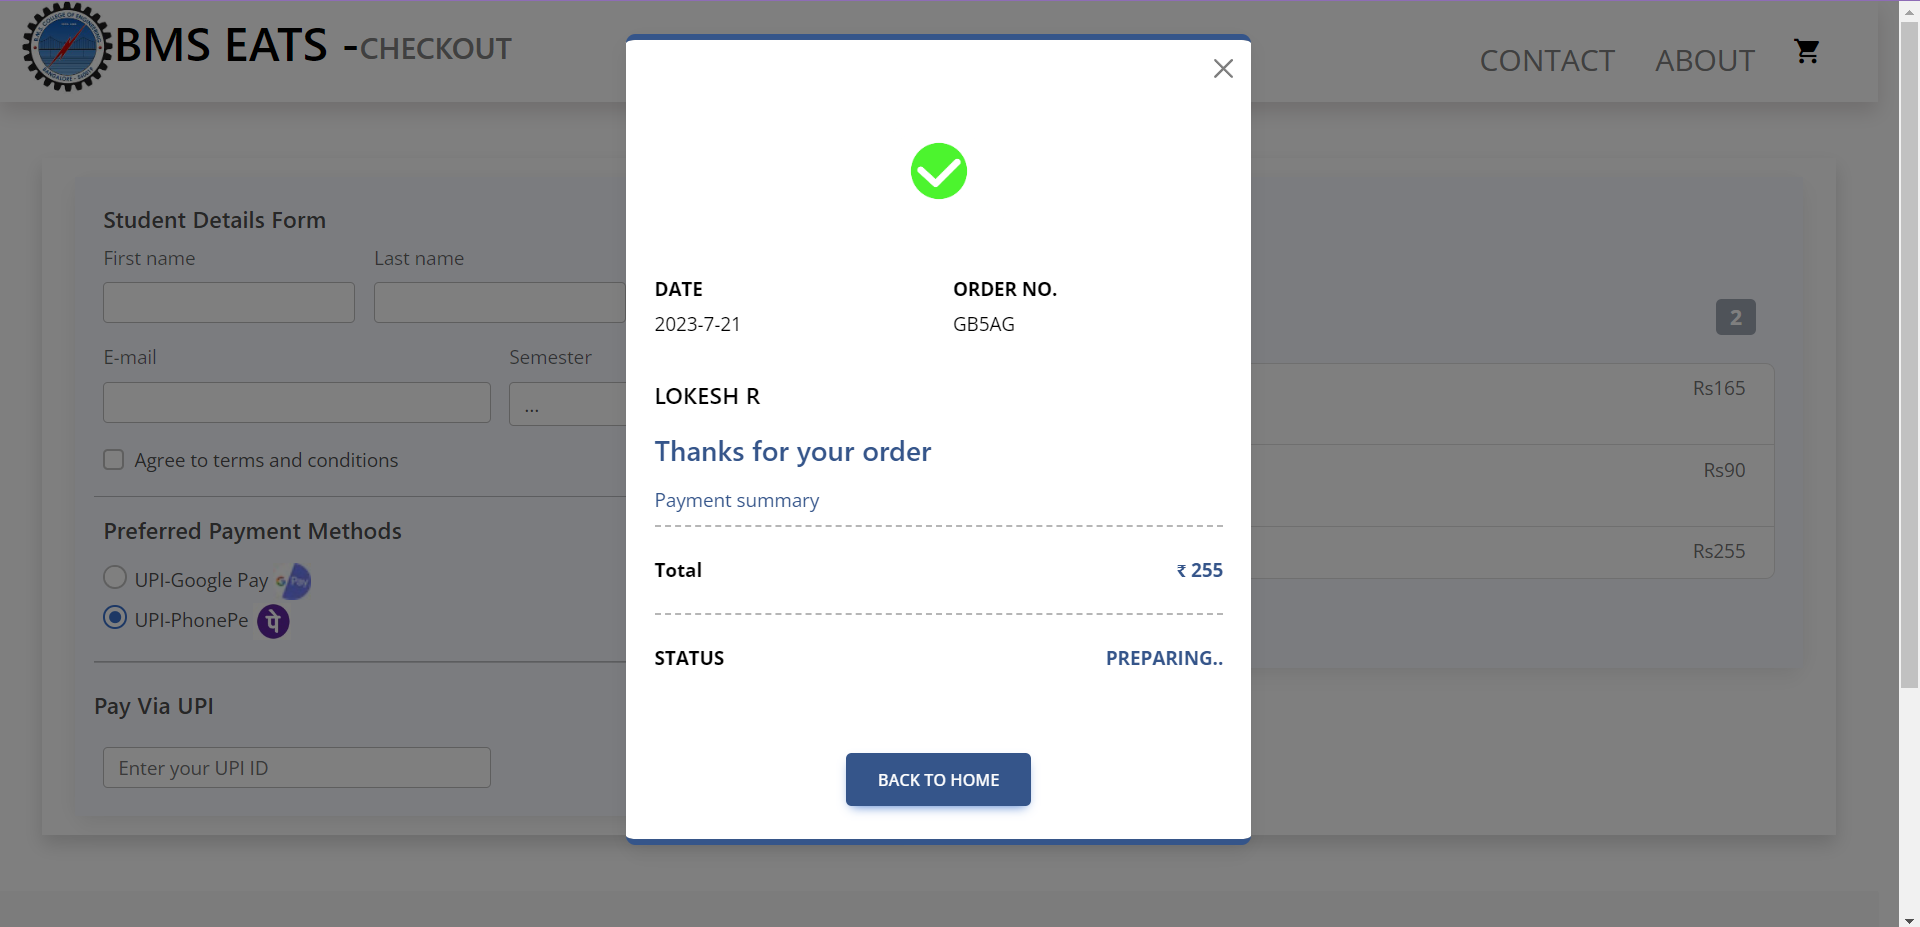 BMS EATS -CHECKOUT
CONTACT
ABOUT
Student Details Form
First name
Last name
E-mail
Semester
...
Agree to terms and conditions
Preferred Payment Methods
UPI-Google Pay
G Pay
UPI-PhonePe
पे
Pay Via UPI
Enter your UPI ID
DATE
ORDER NO.
2023-7-21
GB5AG
LOKESH R
Thanks for your order
Payment summary
Total
₹ 255
STATUS
PREPARING..
BACK TO HOME
2
Rs165
Rs90
Rs255